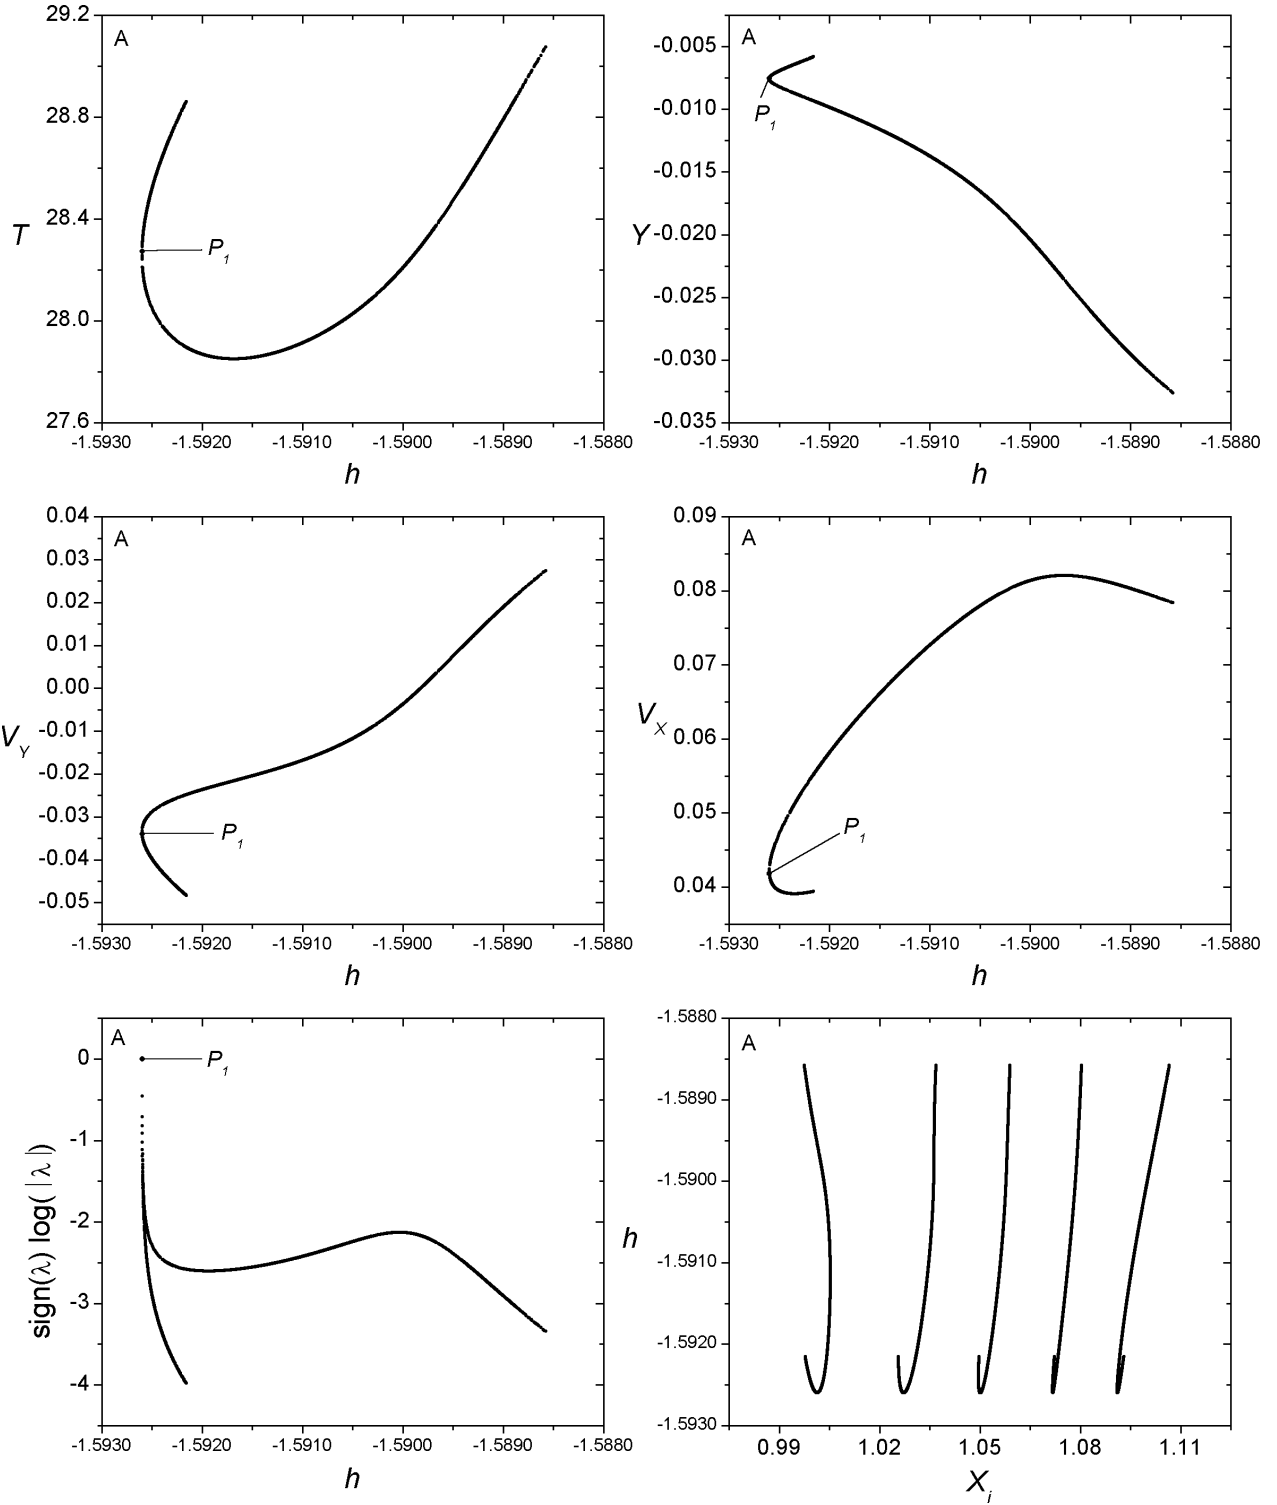 A
29.2
28.8
28.4
28.0
27.6
T
P1
-1.5930 -1.5920 -1.5910 -1.5900 -1.5890 -1.5880
h
A
-0.005
-0.010
-0.015
-0.020
-0.025
-0.030
-0.035
Y
P1
-1.5930 -1.5920 -1.5910 -1.5900 -1.5890 -1.5880
h
A
0.04
0.03
0.02
0.01
0.00
-0.01
-0.02
-0.03
-0.04
-0.05
VY
P1
-1.5930 -1.5920 -1.5910 -1.5900 -1.5890 -1.5880
h
A
0.09
0.08
0.07
0.06
0.05
0.04
VX
P1
-1.5930 -1.5920 -1.5910 -1.5900 -1.5890 -1.5880
h
A
0
-1
-2
-3
-4
sign(λ) log( |λ|)
P1
-1.5930 -1.5920 -1.5910 -1.5900 -1.5890 -1.5880
h
A
-1.5880
-1.5890
-1.5900
-1.5910
-1.5920
-1.5930
h
0.99 1.02 1.05 1.08 1.11
Xi